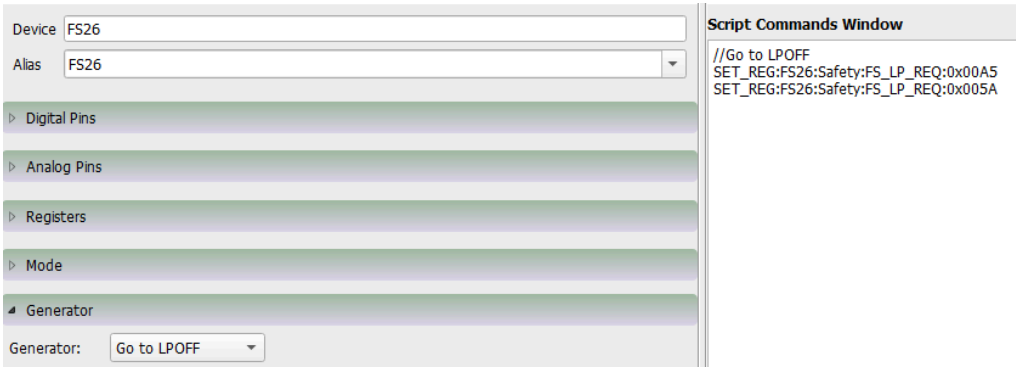 Device FS26
Alias FS26
Digital Pins
Analog Pins
Registers
Mode
Generator
Generator: Go to LPOFF
Script Commands Window
//Go to LPOFF
SET_REG:FS26:Safety:FS_LP_REQ:0x00A5
SET_REG:FS26:Safety:FS_LP_REQ:0x005A